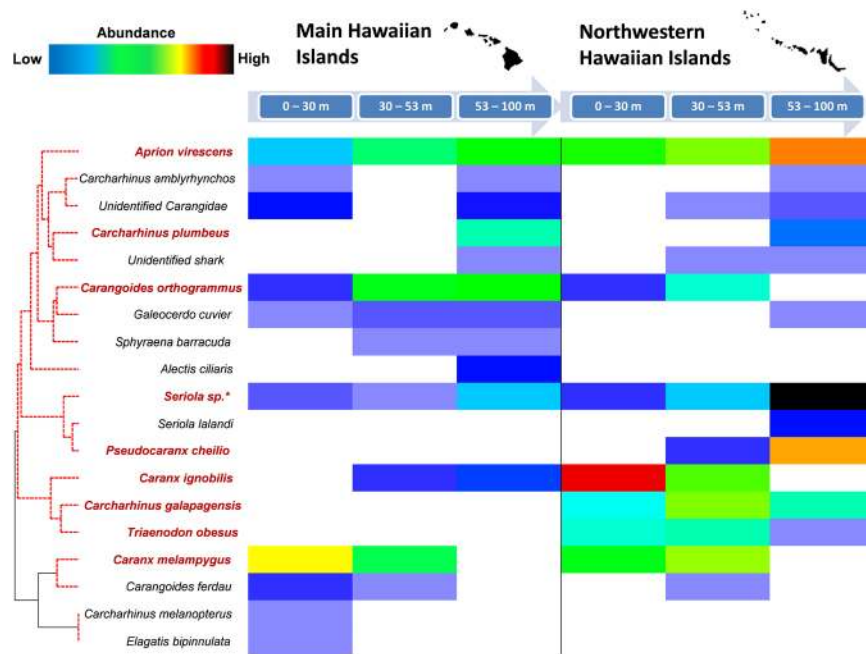 Abundance
Low
High
Main Hawaiian
Islands
Northwestern
Hawaiian Islands
0 – 30 m
30 – 53 m
53 – 100 m
0 – 30 m
30 – 53 m
53 – 100 m
Aprion virescens
Carcharhinus amblyrhynchos
Unidentified Carangidae
Carcharhinus plumbeus
Unidentified shark
Carangoides orthogrammus
Galeocerdo cuvier
Sphyraena barracuda
Alectis ciliaris
Seriola sp.*
Seriola lalandi
Pseudocaranx cheilio
Caranx ignobilis
Carcharhinus galapagensis
Triaenodon obesus
Caranx melampygus
Carangoides ferdau
Carcharhinus melanopterus
Elagatis bipinnulata